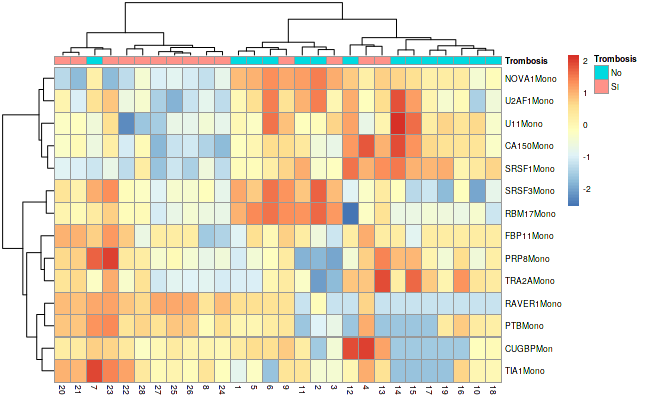 Trombosis
NOVA1Mono
U2AF1Mono
U11Mono
CA150Mono
SRSF1Mono
SRSF3Mono
RBM17Mono
FBP11Mono
PRP8Mono
TRA2AMono
RAVER1Mono
PTBMono
CUGBPMon
TIA1Mono
20 21 7 23 22 28 27 25 26 8 24 1 5 6 9 11 2 3 12 4 13 14 15 17 19 16 10 18
2
1
0
-1
-2
Trombosis
No
SI